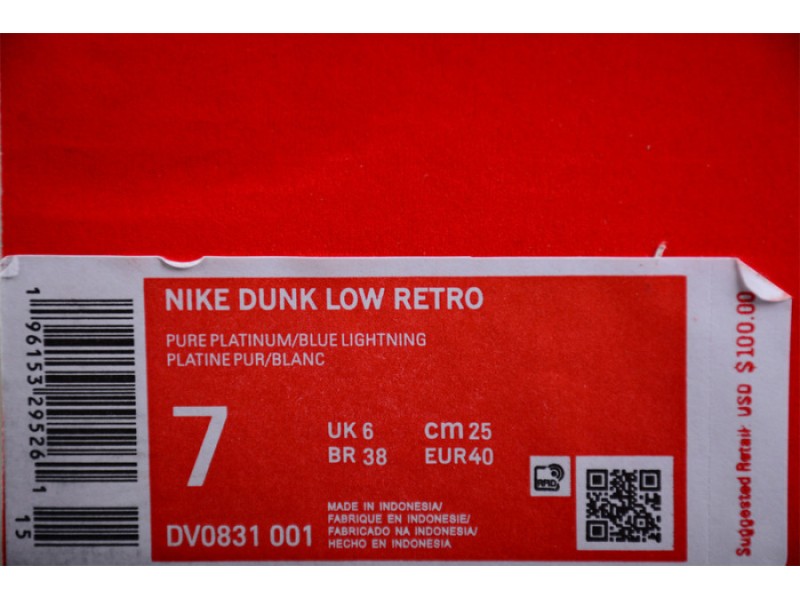 NIKE DUNK LOW RETRO
PURE PLATINUM/BLUE LIGHTNING
PLATINE PUR/BLANC
7
UK 6
cm 25
BR 38
EUR40
DV0831 001
MADE IN INDONESIA/
FABRIQUE EN INDONESIE/
FABRICADO NA INDONESIA/
HECHO EN INDONESIA
RFID
1 96153 29526 1
15
Suggested Retail USD $100.00